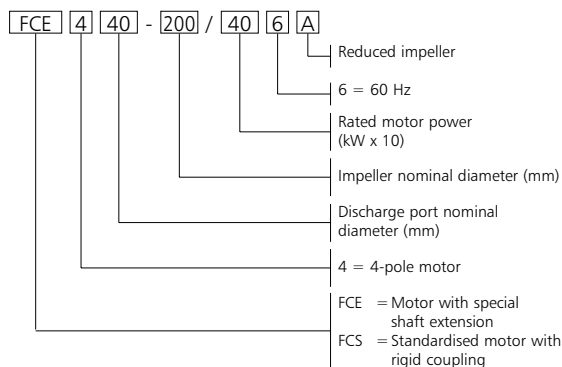 FCE 4 40 - 200 / 40 6 A
Reduced impeller
6 = 60 Hz
Rated motor power
(kW x 10)
Impeller nominal diameter (mm)
Discharge port nominal
diameter (mm)
4 = 4-pole motor
FCE = Motor with special
shaft extension
FCS = Standardised motor with
rigid coupling